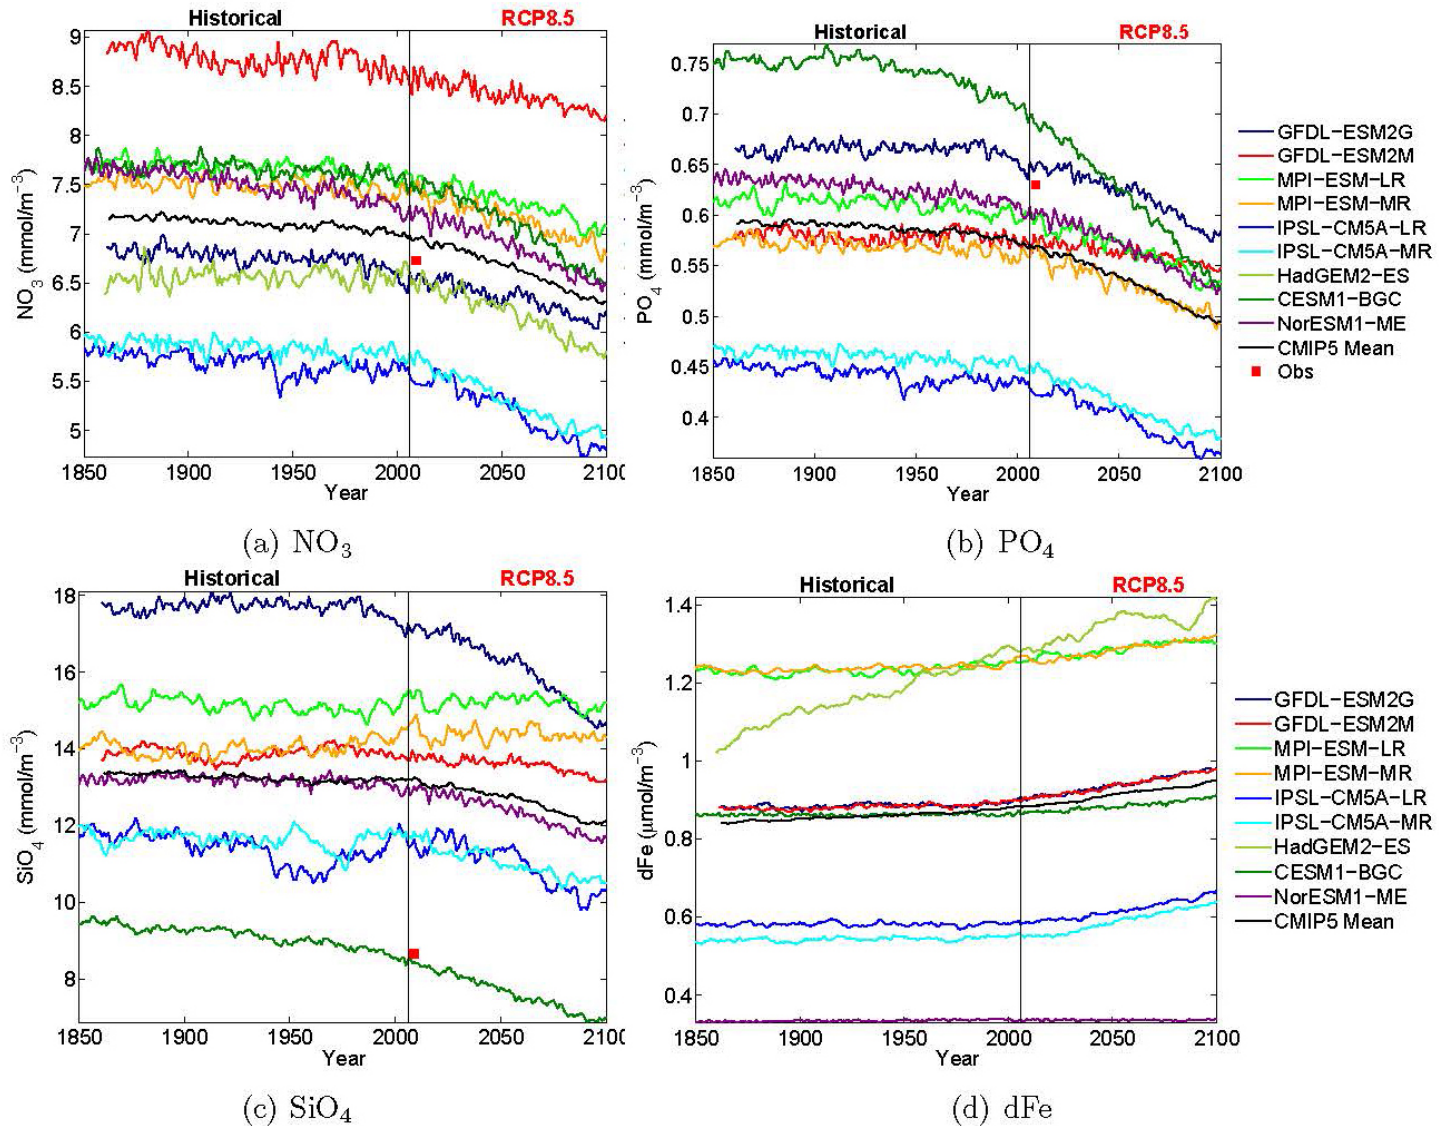 Historical RCP8.5
9
8.5
8
7.5
7
6.5
6
5.5
5
NO3 (mmol/m−3)
1850 1900 1950 2000 2050 210
Year
(a) NO3
Historical RCP8.5
0.75
0.7
0.65
0.6
0.55
0.5
0.45
0.4
PO4 (mmol/m−3)
1850 1900 1950 2000 2050 2100
Year
(b) PO4
GFDL−ESM2G
GFDL−ESM2M
MPI−ESM−LR
MPI−ESM−MR
IPSL−CM5A−LR
IPSL−CM5A−MR
HadGEM2−ES
CESM1−BGC
NorESM1−ME
CMIP5 Mean
Obs
Historical RCP8.5
18
16
14
12
10
8
SiO4 (mmol/m−3)
1850 1900 1950 2000 2050 210
Year
(c) SiO4
Historical RCP8.5
1.4
1.2
1
0.8
0.6
0.4
dFe (μmol/m−3)
1850 1900 1950 2000 2050 2100
Year
(d) dFe
GFDL−ESM2G
GFDL−ESM2M
MPI−ESM−LR
MPI−ESM−MR
IPSL−CM5A−LR
IPSL−CM5A−MR
HadGEM2−ES
CESM1−BGC
NorESM1−ME
CMIP5 Mean